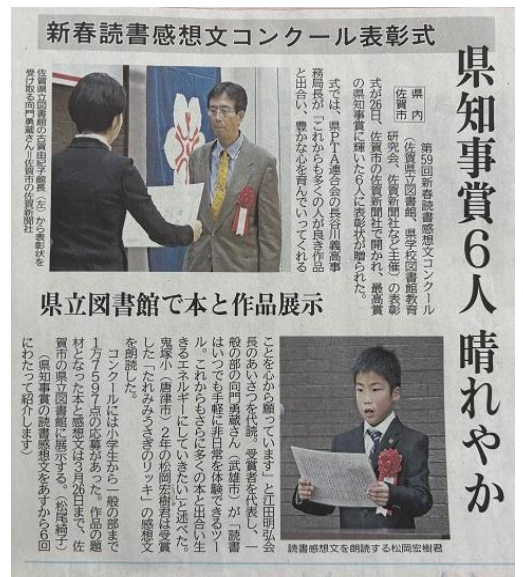 新春読書感想文コンクール表彰式
県知事賞6人 晴れやか
県内
佐賀市
第59回新春読書感想文コンクール
（佐賀県立図書館、県学校図書館教育
研究会、佐賀新聞社など主催）の表彰
式が26日、佐賀市の佐賀新聞社で開かれ、最高賞
の県知事賞に輝いた6人に表彰状が贈られた。
式では、県PTA連合会の長谷川義高事
務局長が「これからも多くの人が良き作品
と出合い、豊かな心を育んでいってくれる
佐賀県立図書館の志賀由紀子館長（左）から表彰状を
受け取る向門勇蔵さん＝佐賀市の佐賀新聞社
県立図書館で本と作品展示
ことを心から願っています」と江田明弘会
長のあいさつを代読。受賞者を代表し、一
般の部の向門勇蔵さん（武雄市）が「読書
はいつでも手軽に非日常を体験できるツー
ル。これからもさらに多くの本と出合い生
きるエネルギーにしていきたい」と述べた。
鬼塚小（唐津市）2年の松岡宏樹君は受賞
した「たれみみうさぎのリッキ」の感想文
を朗読した。
コンクールには小学生から一般の部まで
1万7597点の応募があった。作品の題
材となった本と感想文は3月26日まで、佐
賀市の県立図書館に展示する。（松尾綺子）
（県知事賞の読書感想文をあすから6回
にわたって紹介します）
読書感想文を朗読する松岡宏樹君